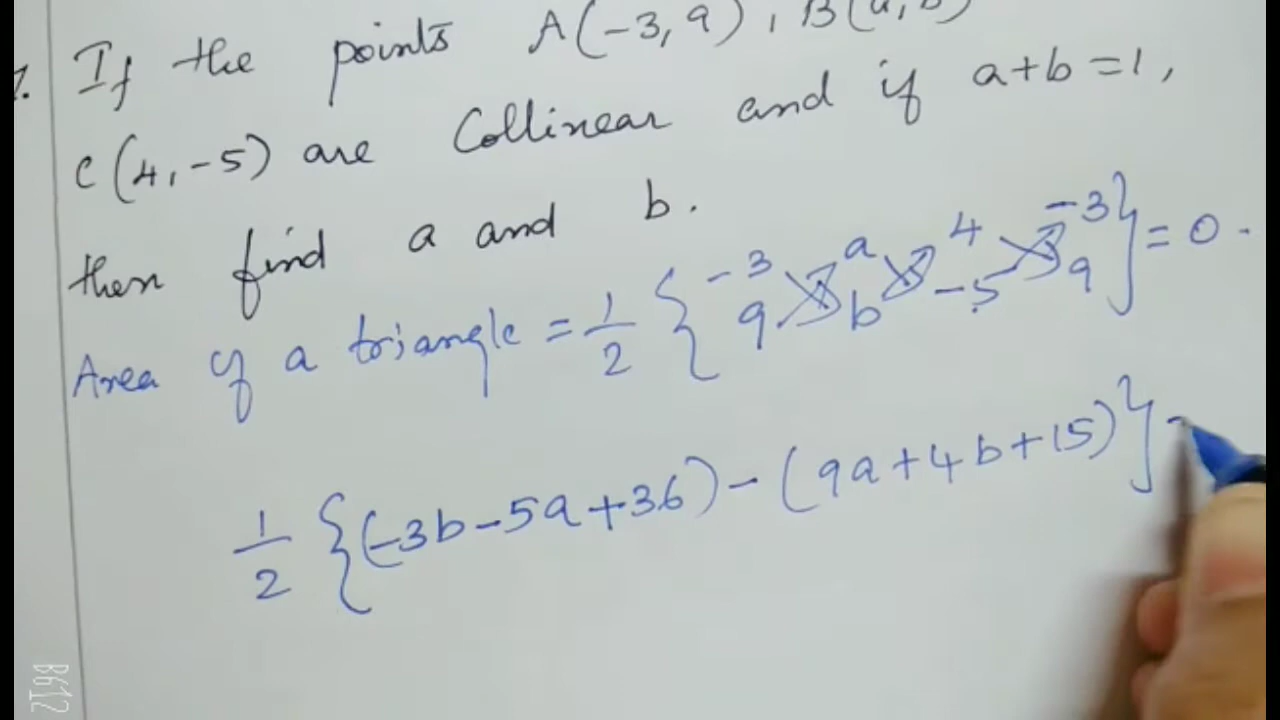 7. If the points A(-3, 9), B(a, b)
C(4, -5) are Collinear and if a+b=1,
then find a and b.
Area of a triangle = 1/2 { -3 a 4 -3
9 b -5 9 } = 0.
1/2 {(-3b-5a+36)-(9a+4b+15)}
B612